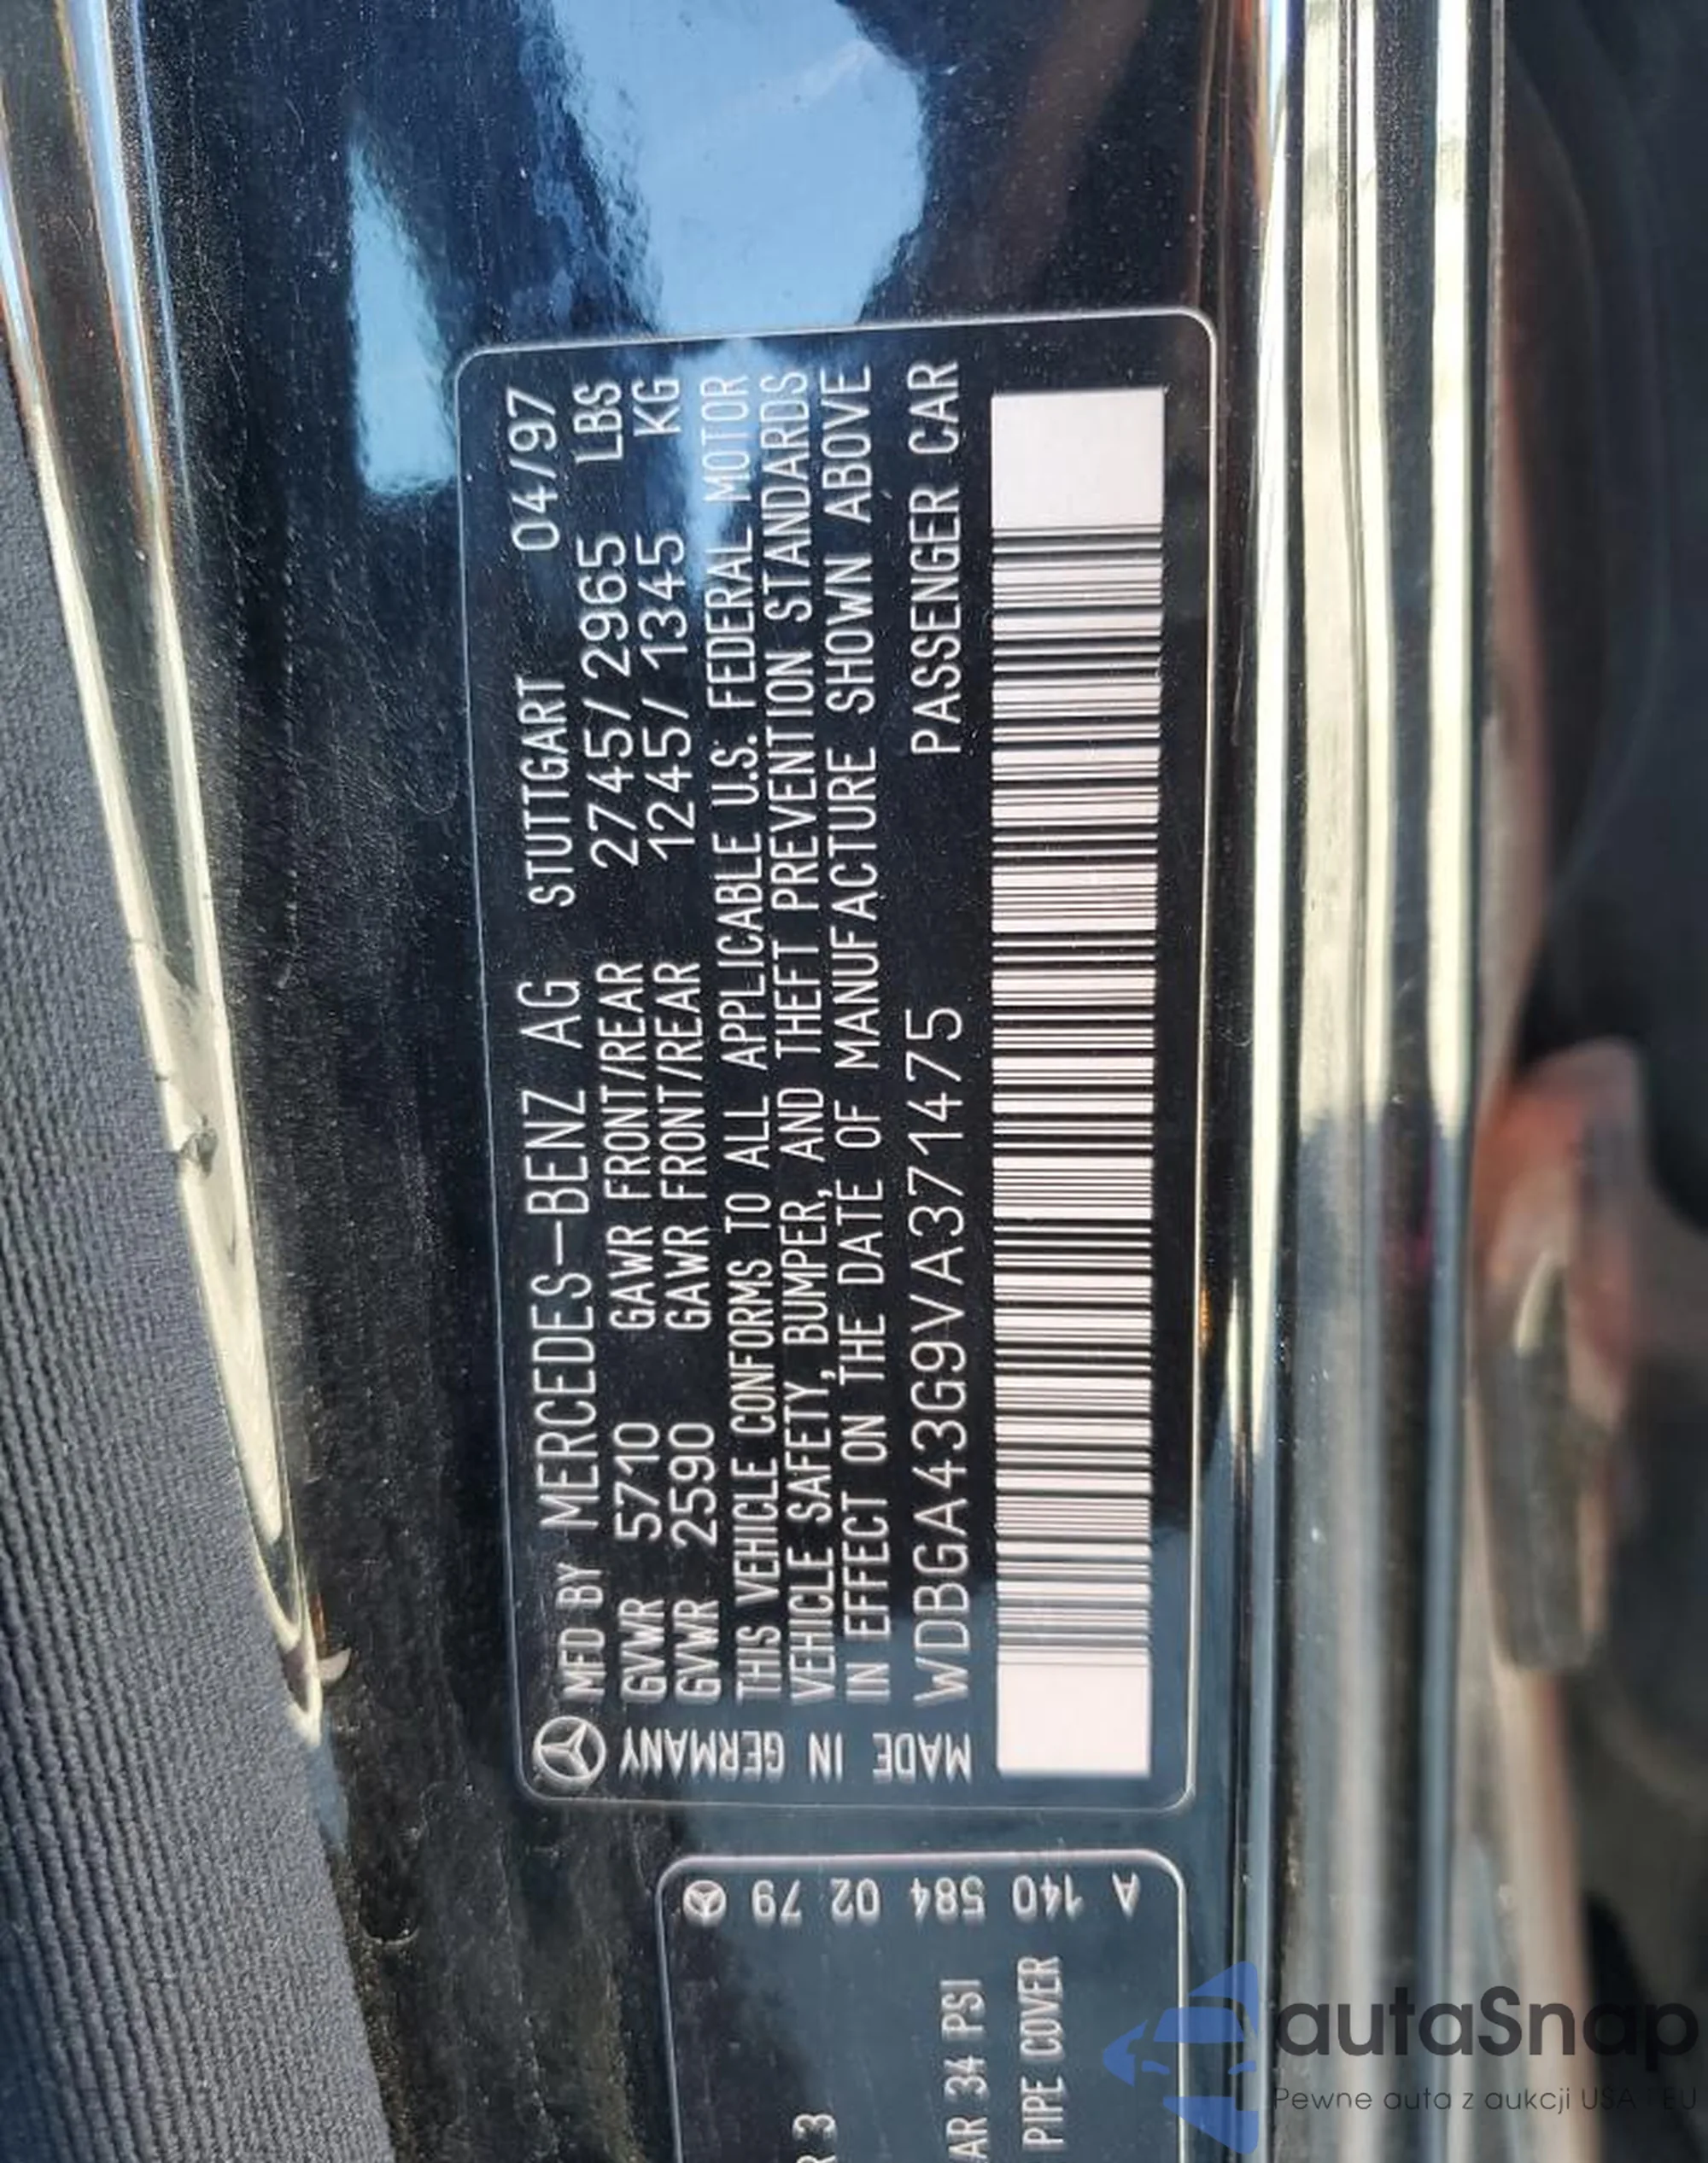 MFD BY MERCEDES-BENZ AG STUTTGART 04/97
GVWR 5710 GAWR FRONT/REAR 2745/2965 LBS
GVWR 2590 GAWR FRONT/REAR 1245/1345 KG
THIS VEHICLE CONFORMS TO ALL APPLICABLE U.S. FEDERAL MOTOR
VEHICLE SAFETY, BUMPER, AND THEFT PREVENTION STANDARDS
IN EFFECT ON THE DATE OF MANUFACTURE SHOWN ABOVE
WDBGA43G9VA371475 PASSENGER CAR
MADE IN GERMANY
A 140 584 02 79
R 3
AR 34 PSI
PIPE COVER
autaSnap
Pewne auta z aukcji USA - EU